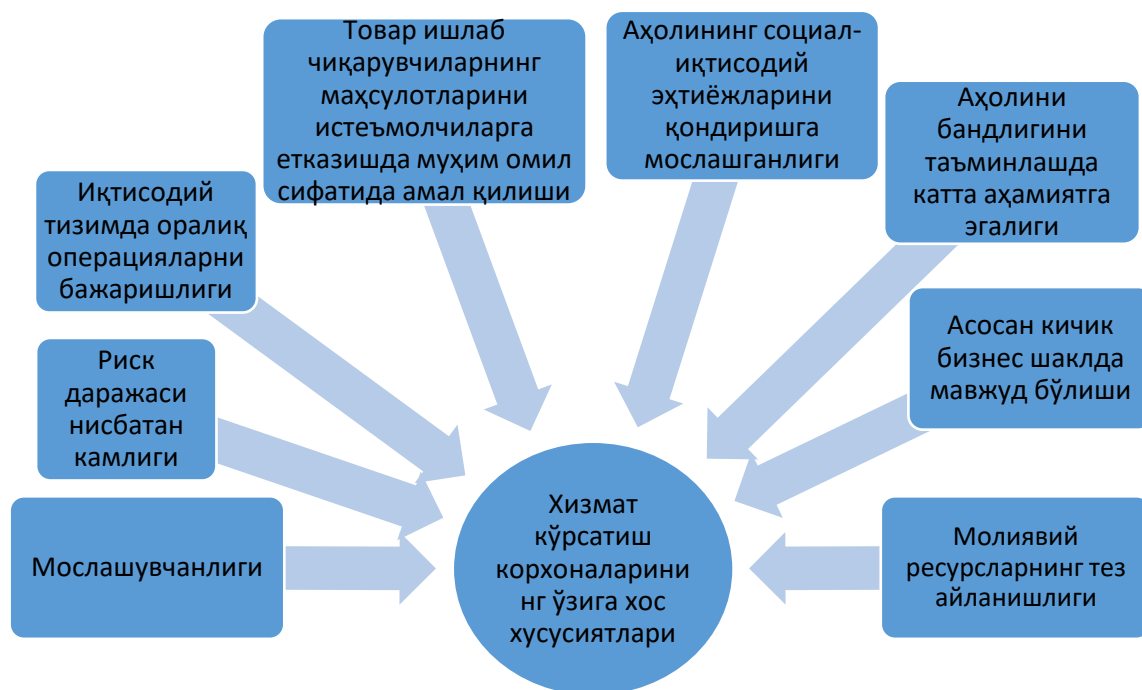 Товар ишлаб
чиқарувчиларнинг
маҳсулотларини
истеъмолчиларга
етказишда муҳим омил
сифатида амал қилиши
Аҳолининг социал-
иқтисодий
эҳтиёжларини
қондиришга
мослашганлиги
Аҳолини
бандлигини
таъминлашда
катта аҳамиятга
эгалиги
Иқтисодий
тизимда оралиқ
операцияларни
бажаришлиги
Асосан кичик
бизнес шаклда
мавжуд бўлиши
Риск
даражаси
нисбатан
камлиги
Мослашувчанлиги
Хизмат
кўрсатиш
корхоналарини
нг ўзига хос
хусусиятлари
Молиявий
ресурсларнинг тез
айланишлиги